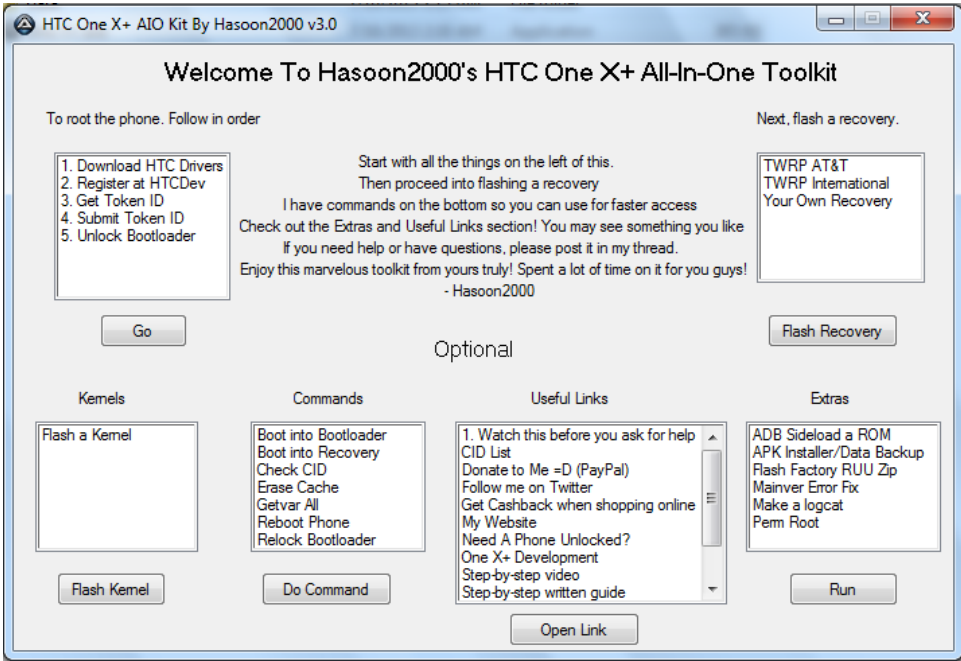 HTC One X+ AIO Kit By Hasoon2000 v3.0
Welcome To Hasoon2000's HTC One X+ All-In-One Toolkit
To root the phone. Follow in order
1. Download HTC Drivers
2. Register at HTCDev
3. Get Token ID
4. Submit Token ID
5. Unlock Bootloader
Go
Start with all the things on the left of this.
Then proceed into flashing a recovery
I have commands on the bottom so you can use for faster access
Check out the Extras and Useful Links section! You may see something you like
If you need help or have questions, please post it in my thread.
Enjoy this marvelous toolkit from yours truly! Spent a lot of time on it for you guys!
- Hasoon2000
Next, flash a recovery.
TWRP AT&T
TWRP International
Your Own Recovery
Flash Recovery
Optional
Kernels
Flash a Kernel
Flash Kernel
Commands
Boot into Bootloader
Boot into Recovery
Check CID
Erase Cache
Getvar All
Reboot Phone
Relock Bootloader
Do Command
Useful Links
1. Watch this before you ask for help
CID List
Donate to Me =D (PayPal)
Follow me on Twitter
Get Cashback when shopping online
My Website
Need A Phone Unlocked?
One X+ Development
Step-by-step video
Step-by-step written guide
Open Link
Extras
ADB Sideload a ROM
APK Installer/Data Backup
Flash Factory RUU Zip
Mainver Error Fix
Make a logcat
Perm Root
Run